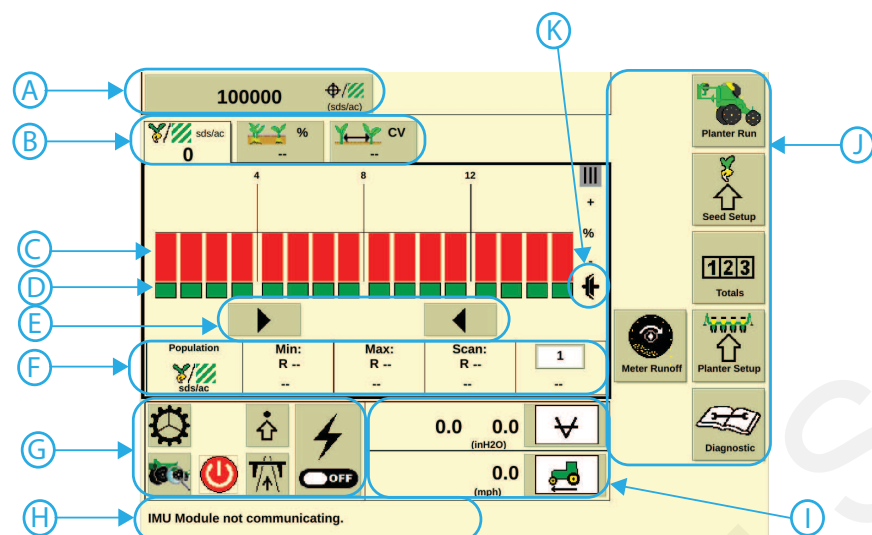 K
A
100000
(sds/ac)
B
sds/ac
0
%
--
CV
--
4
8
12
+
%
-
C
D
E
F
Population
sds/ac
Min:
R --
--
Max:
R --
--
Scan:
R --
--
1
--
G
OFF
0.0 0.0
(inH2O)
0.0
(mph)
H
IMU Module not communicating.
I
J
Planter Run
Seed Setup
123
Totals
Meter Runoff
Planter Setup
Diagnostic